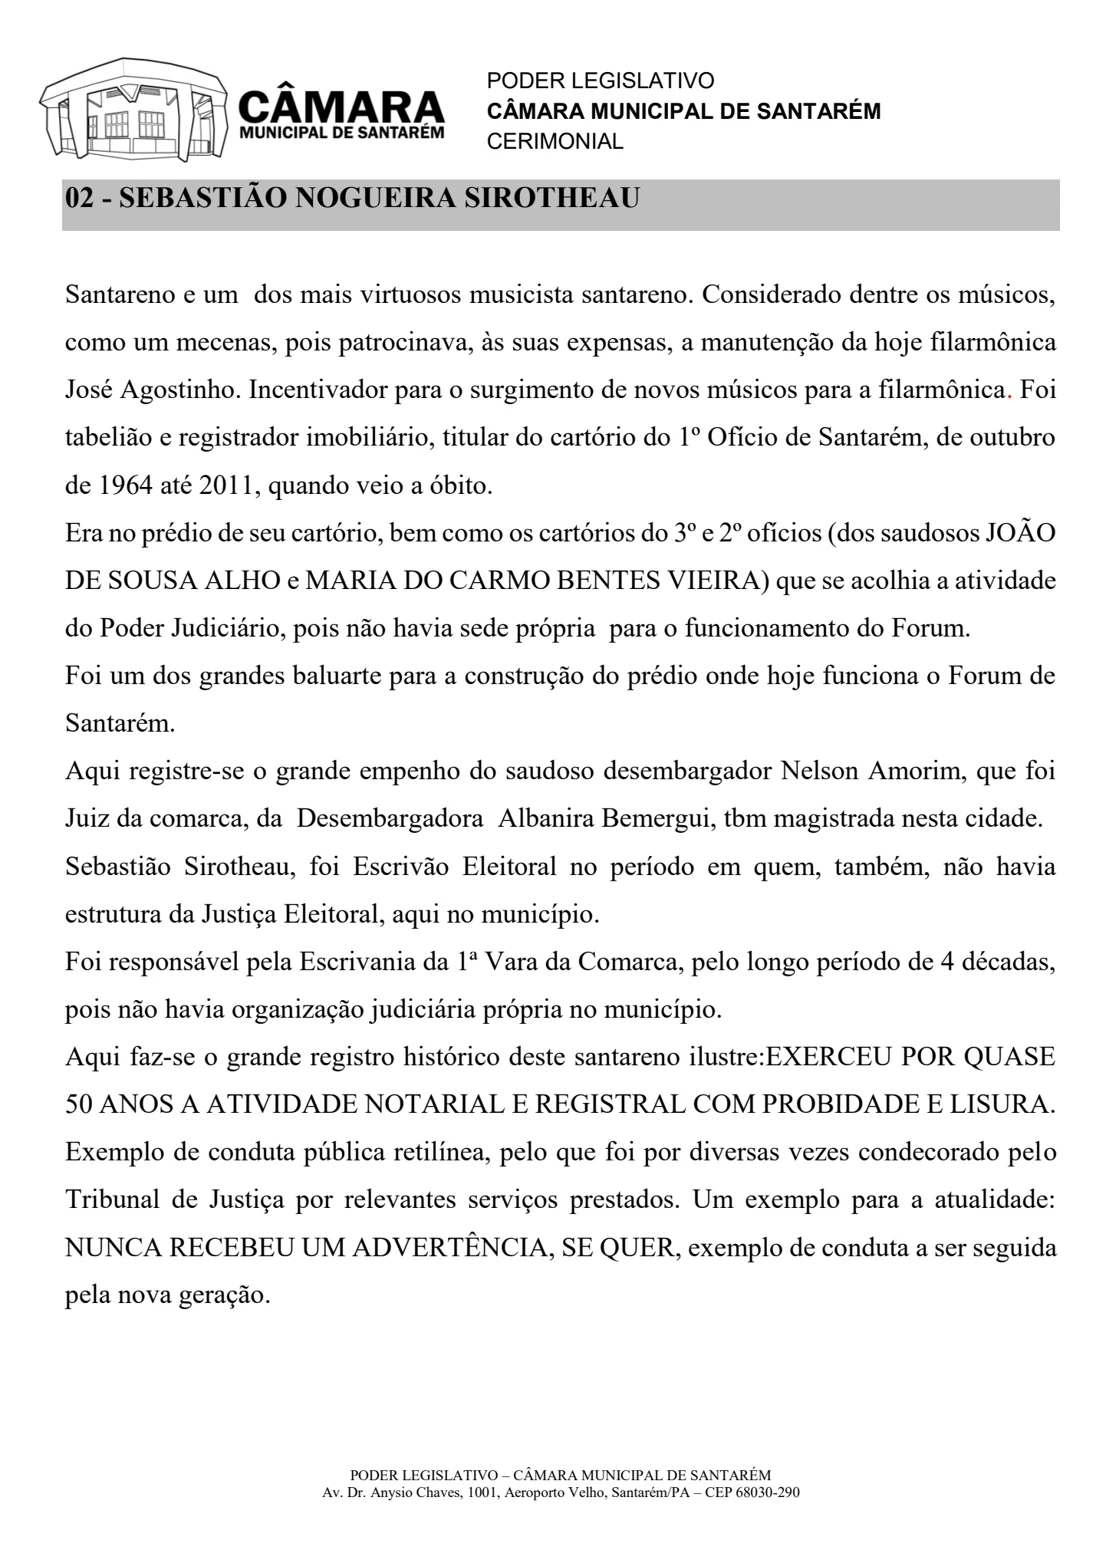 CÂMARA
MUNICIPAL DE SANTARÉM
PODER LEGISLATIVO
CÂMARA MUNICIPAL DE SANTARÉM
CERIMONIAL
02 - SEBASTIÃO NOGUEIRA SIROTHEAU
Santareno e um  dos mais virtuosos musicista santareno. Considerado dentre os músicos,
como um mecenas, pois patrocinava, às suas expensas, a manutenção da hoje filarmônica
José Agostinho. Incentivador para o surgimento de novos músicos para a filarmônica. Foi
tabelião e registrador imobiliário, titular do cartório do 1º Ofício de Santarém, de outubro
de 1964 até 2011, quando veio a óbito.
Era no prédio de seu cartório, bem como os cartórios do 3º e 2º ofícios (dos saudosos JOÃO
DE SOUSA ALHO e MARIA DO CARMO BENTES VIEIRA) que se acolhia a atividade
do Poder Judiciário, pois não havia sede própria  para o funcionamento do Forum.
Foi um dos grandes baluarte para a construção do prédio onde hoje funciona o Forum de
Santarém.
Aqui registre-se o grande empenho do saudoso desembargador Nelson Amorim, que foi
Juiz da comarca, da  Desembargadora  Albanira Bemergui, tbm magistrada nesta cidade.
Sebastião Sirotheau, foi Escrivão Eleitoral no período em quem, também, não havia
estrutura da Justiça Eleitoral, aqui no município.
Foi responsável pela Escrivania da 1ª Vara da Comarca, pelo longo período de 4 décadas,
pois não havia organização judiciária própria no município.
Aqui faz-se o grande registro histórico deste santareno ilustre:EXERCEU POR QUASE
50 ANOS A ATIVIDADE NOTARIAL E REGISTRAL COM PROBIDADE E LISURA.
Exemplo de conduta pública retilínea, pelo que foi por diversas vezes condecorado pelo
Tribunal de Justiça por relevantes serviços prestados. Um exemplo para a atualidade:
NUNCA RECEBEU UM ADVERTÊNCIA, SE QUER, exemplo de conduta a ser seguida
pela nova geração.
PODER LEGISLATIVO – CÂMARA MUNICIPAL DE SANTARÉM
Av. Dr. Anysio Chaves, 1001, Aeroporto Velho, Santarém/PA – CEP 68030-290